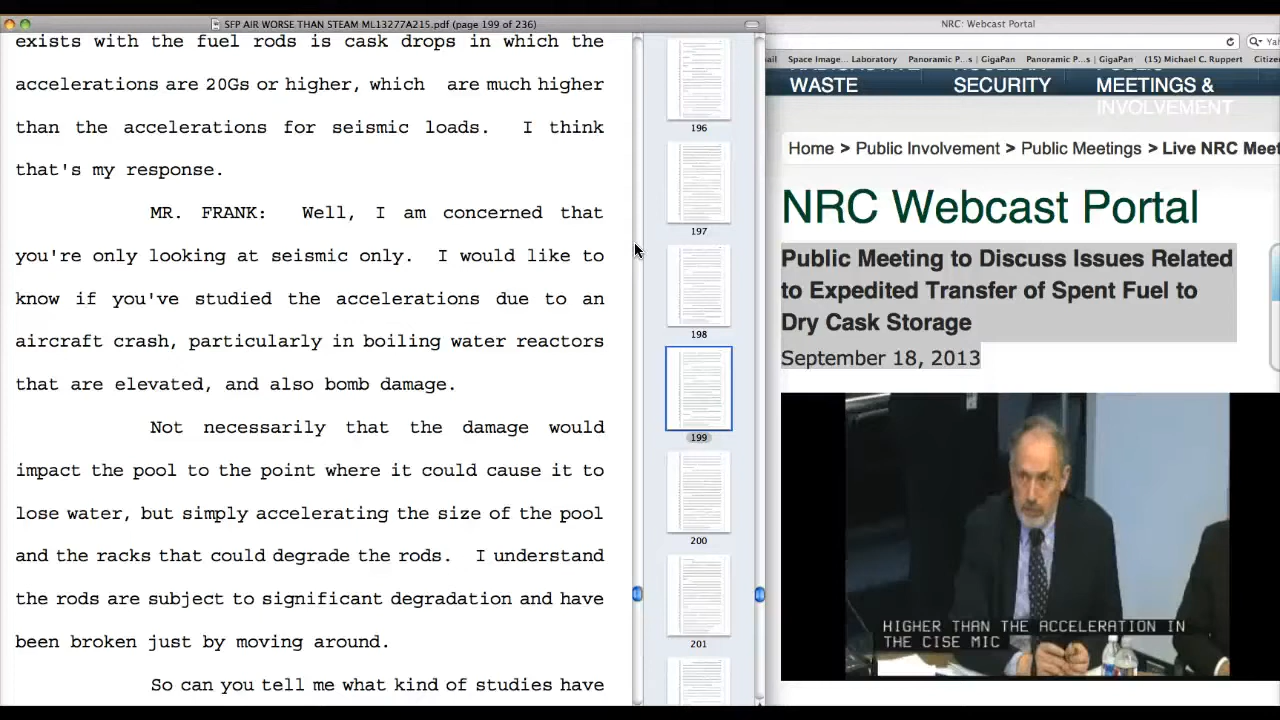 SFP AIR WORSE THAN STEAM ML13277A215.pdf (page 199 of 236)
exists with the fuel rods is cask drops in which the
accelerations are 20Gs or higher, which are much higher
than the accelerations for seismic loads. I think
that's my response.
MR. FRANK: Well, I am concerned that
you're only looking at seismic only. I would like to
know if you've studied the accelerations due to an
aircraft crash, particularly in boiling water reactors
that are elevated, and also bomb damage.
Not necessarily that the damage would
impact the pool to the point where it could cause it to
lose water, but simply accelerating the size of the pool
and the racks that could degrade the rods. I understand
the rods are subject to significant degradation and have
been broken just by moving around.
can you tell me what kind of studies have
196
197
198
199
200
201
NRC: Webcast Portal
Space Image... Laboratory
Panoramic P...s | GigaPan
Panoramic P...s | GigaPan
(15) Michael C. Ruppert
WASTE
SECURITY
MEETINGS &
INVOLVEMENT
Home > Public Involvement > Public Meetings > Live NRC Meet
NRC Webcast Portal
Public Meeting to Discuss Issues Related
to Expedited Transfer of Spent Fuel to
Dry Cask Storage
September 18, 2013
HIGHER THAN THE ACCELERATION IN
THE CISE MIC